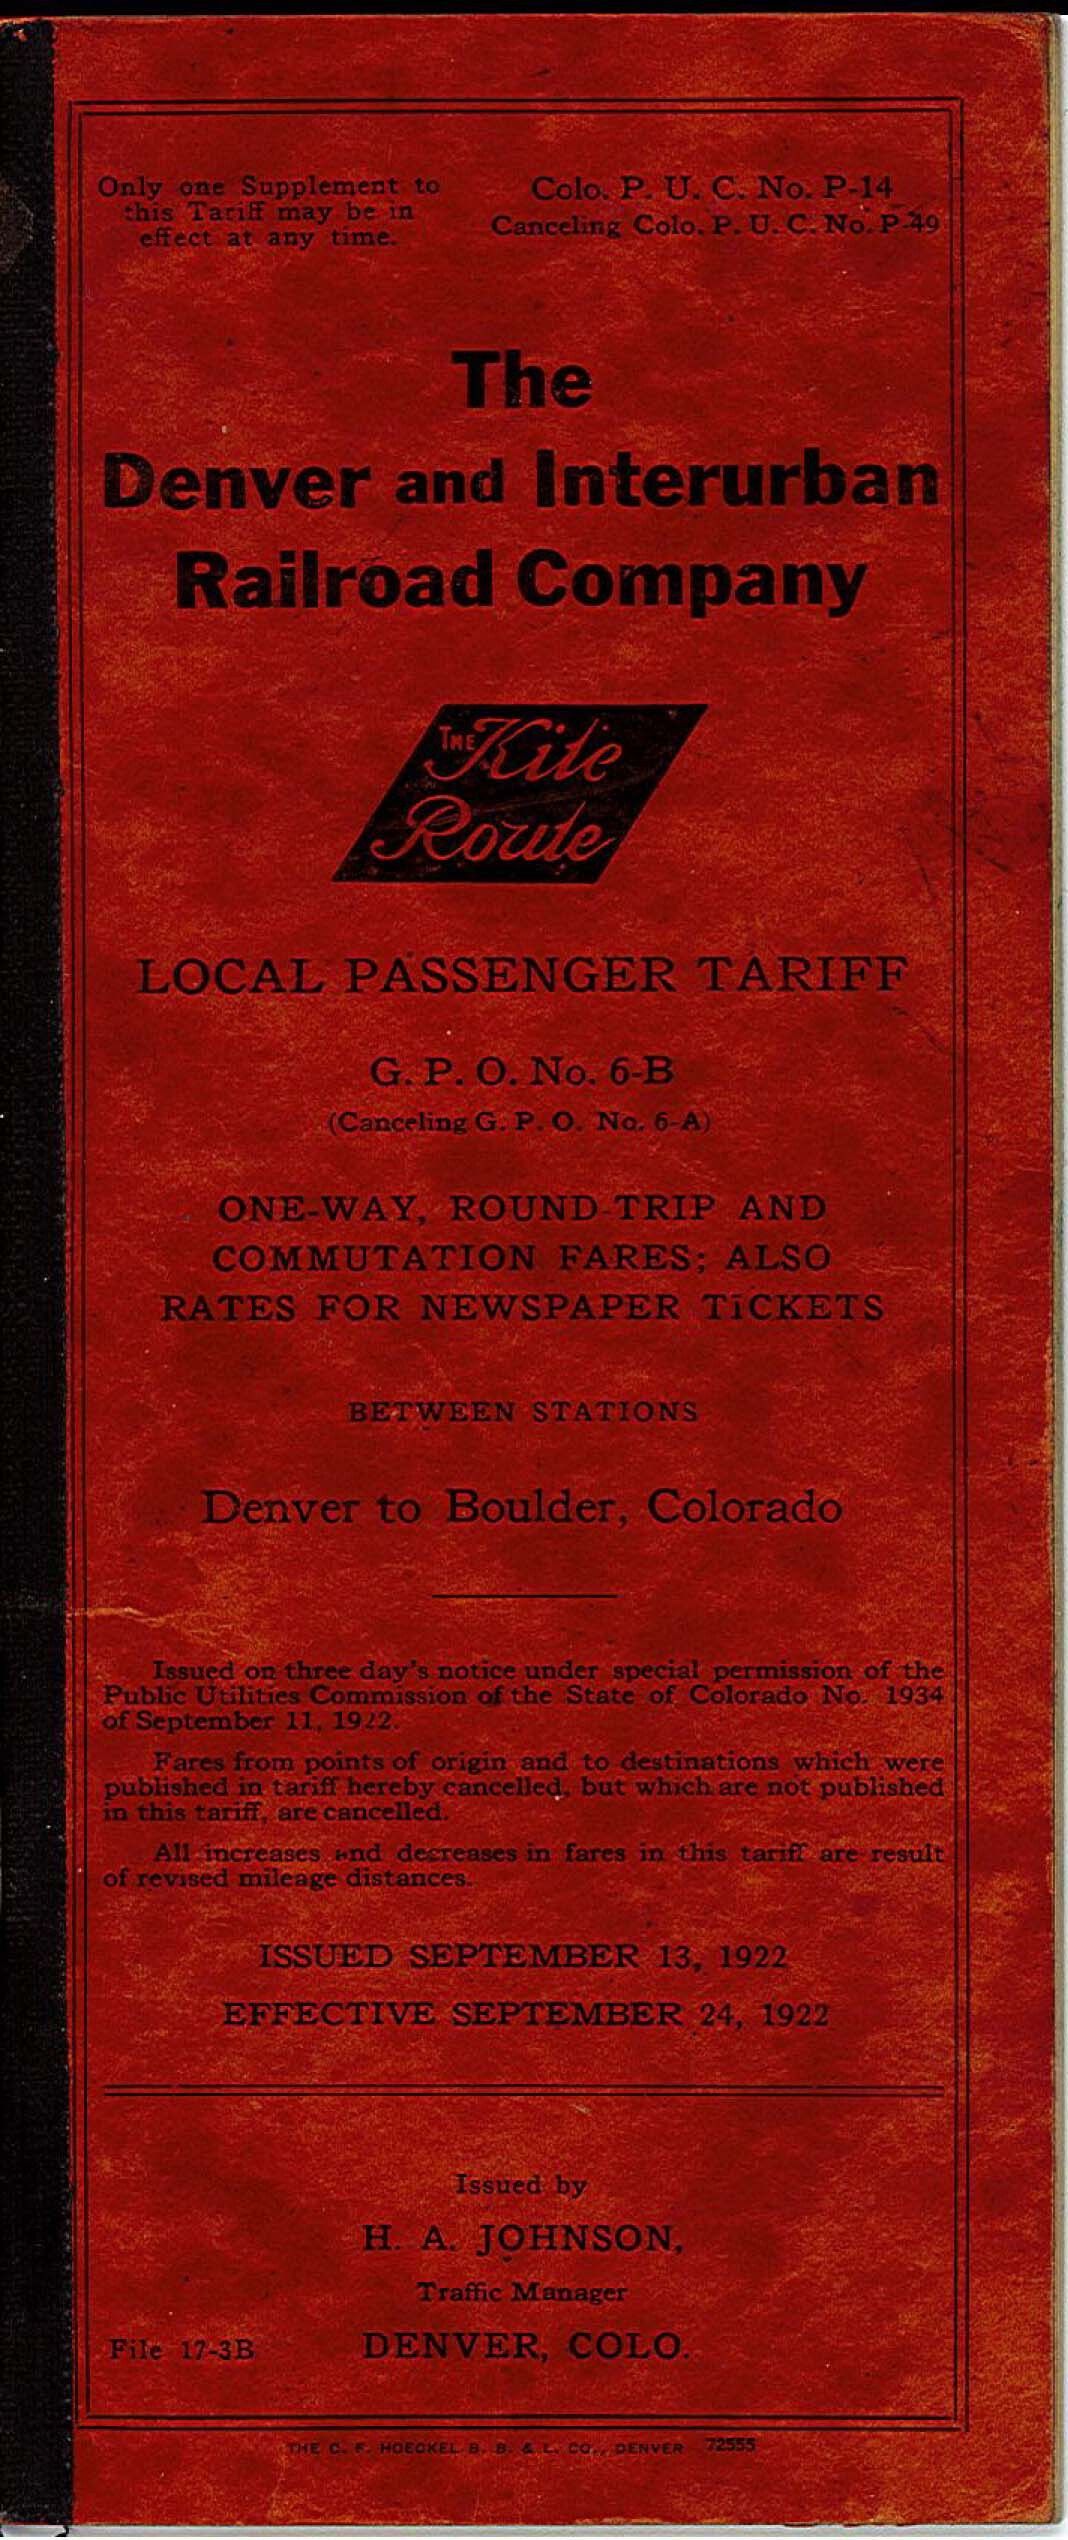 Only one Supplement to
this Tariff may be in
effect at any time.
Colo. P. U. C. No. P-14
Canceling Colo. P. U. C. No. P-49
The
Denver and Interurban
Railroad Company
THE Kite
Route
LOCAL PASSENGER TARIFF
G. P. O. No. 6-B
(Canceling G. P. O. No. 6-A)
ONE-WAY, ROUND-TRIP AND
COMMUTATION FARES; ALSO
RATES FOR NEWSPAPER TiCKETS
BETWEEN STATIONS
Denver to Boulder, Colorado
Issued on three day's notice under special permission of the
Public Utilities Commission of the State of Colorado No. 1934
of September 11, 1922.
Fares from points of origin and to destinations which were
published in tariff hereby cancelled, but which are not published
in this tariff, are cancelled.
All increases and decreases in fares in this tariff are result
of revised mileage distances.
ISSUED SEPTEMBER 13, 1922
EFFECTIVE SEPTEMBER 24, 1922
Issued by
H. A. JOHNSON,
Traffic Manager
File 17-3B
DENVER, COLO.
THE C. F. HOECKEL B. B. & L. CO., DENVER 72555